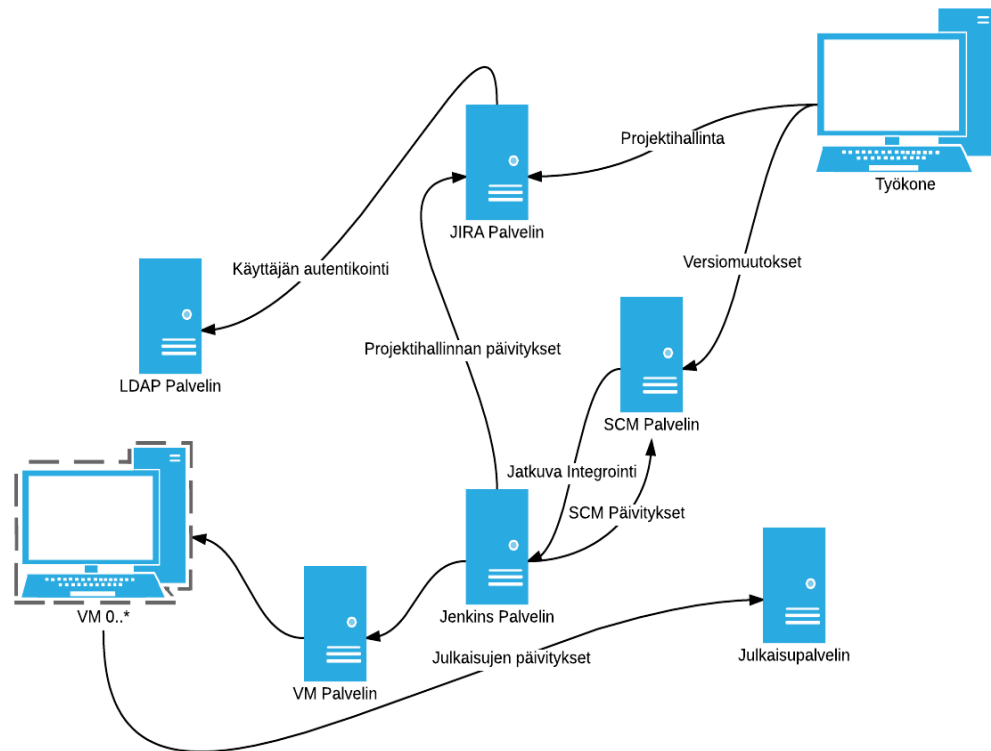 Projektihallinta
Työkone
JIRA Palvelin
Käyttäjän autentikointi
Versiomuutokset
Projektihallinnan päivitykset
LDAP Palvelin
SCM Palvelin
Jatkuva Integrointi
SCM Päivitykset
VM 0..*
Jenkins Palvelin
Julkaisujen päivitykset
Julkaisupalvelin
VM Palvelin